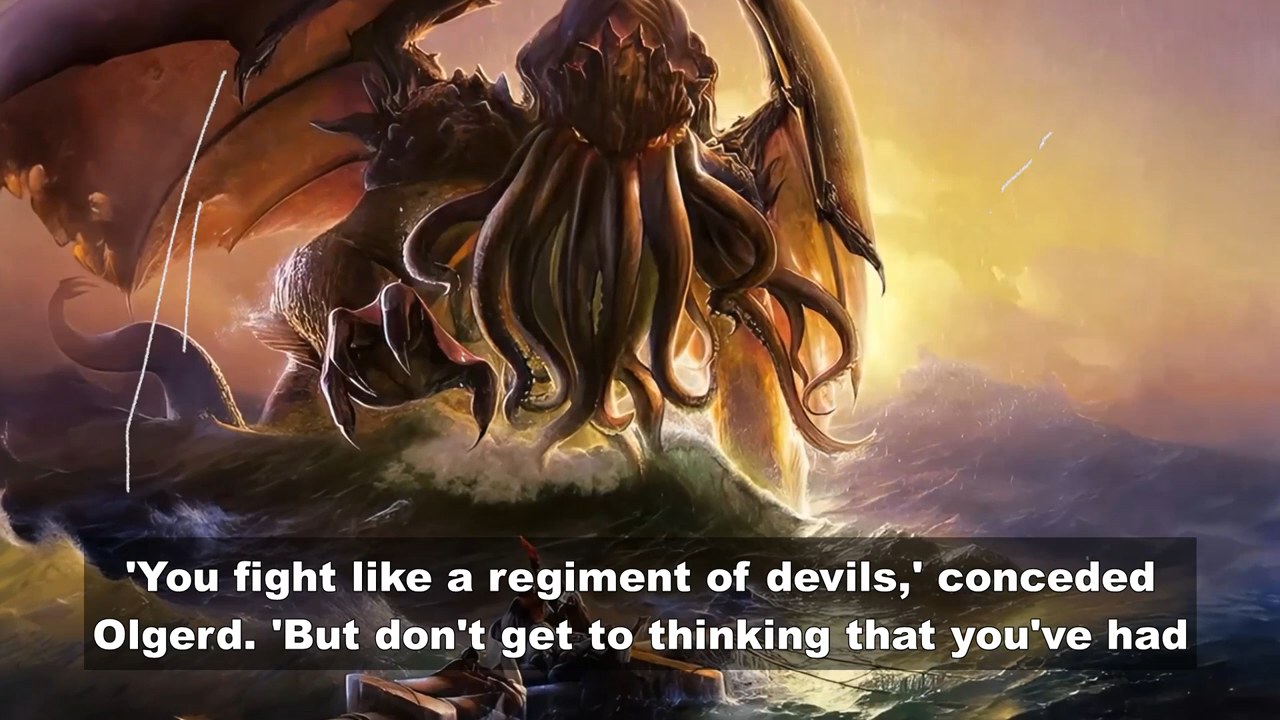 'You fight like a regiment of devils,' conceded
Olgerd. 'But don't get to thinking that you've had